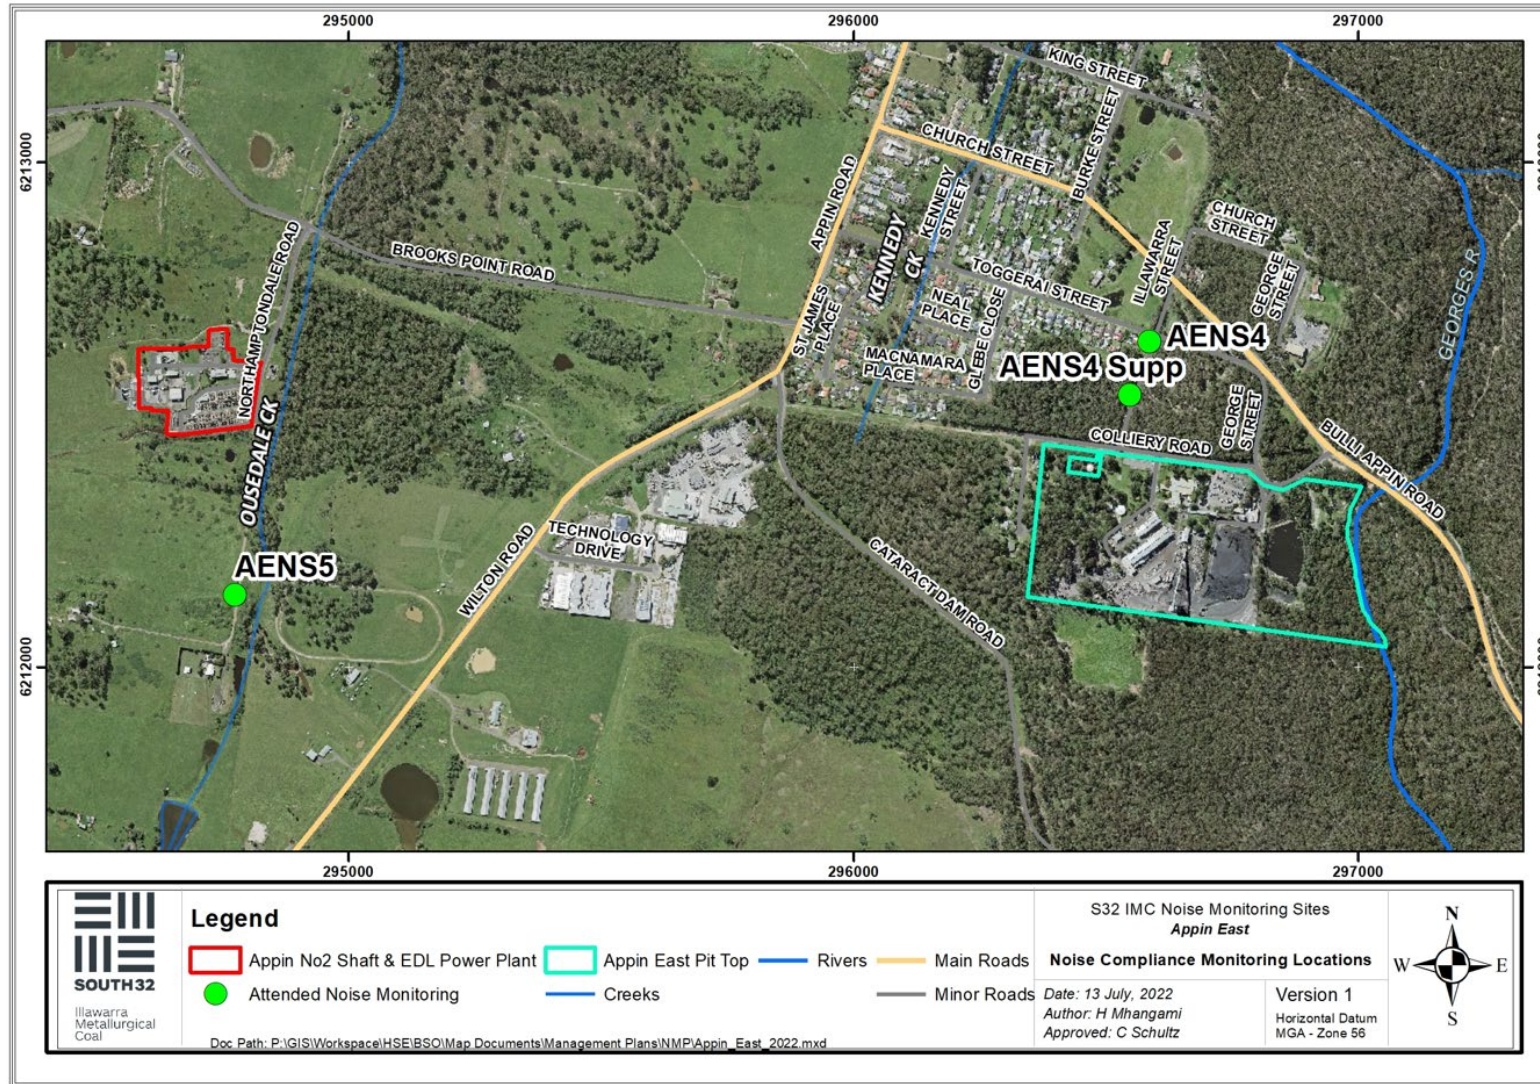 295000
296000
297000
6213000
6212000
KING STREET
CHURCH STREET
BURKE STREET
APPIN ROAD
KENNEDY
STREET
KENNEDY
CK
CHURCH
STREET
ILLAWARRA
STREET
GEORGE
STREET
GEORGES R
TOGGERAI STREET
BROOKS POINT ROAD
NORTHAMPTONDALE ROAD
NEAL
PLACE
ST JAMES
PLACE
MACNAMARA
PLACE
GLEBE CLOSE
AENS4
AENS4 Supp
GEORGE
STREET
COLLIERY ROAD
BULLI APPIN ROAD
OUSEDALE CK
TECHNOLOGY
DRIVE
WILTON ROAD
CATARACT DAM ROAD
AENS5
295000
296000
297000
SOUTH32
Illawarra
Metallurgical
Coal
Legend
Appin No2 Shaft & EDL Power Plant
Appin East Pit Top
Rivers
Main Roads
Attended Noise Monitoring
Creeks
Minor Roads
Doc Path: P:\GIS\Workspace\HSE\BSO\Map Documents\Management Plans\NMP\Appin_East_2022.mxd
S32 IMC Noise Monitoring Sites
Appin East
Noise Compliance Monitoring Locations
Date: 13 July, 2022
Author: H Mhangami
Approved: C Schultz
Version 1
Horizontal Datum
MGA - Zone 56
N
W
E
S